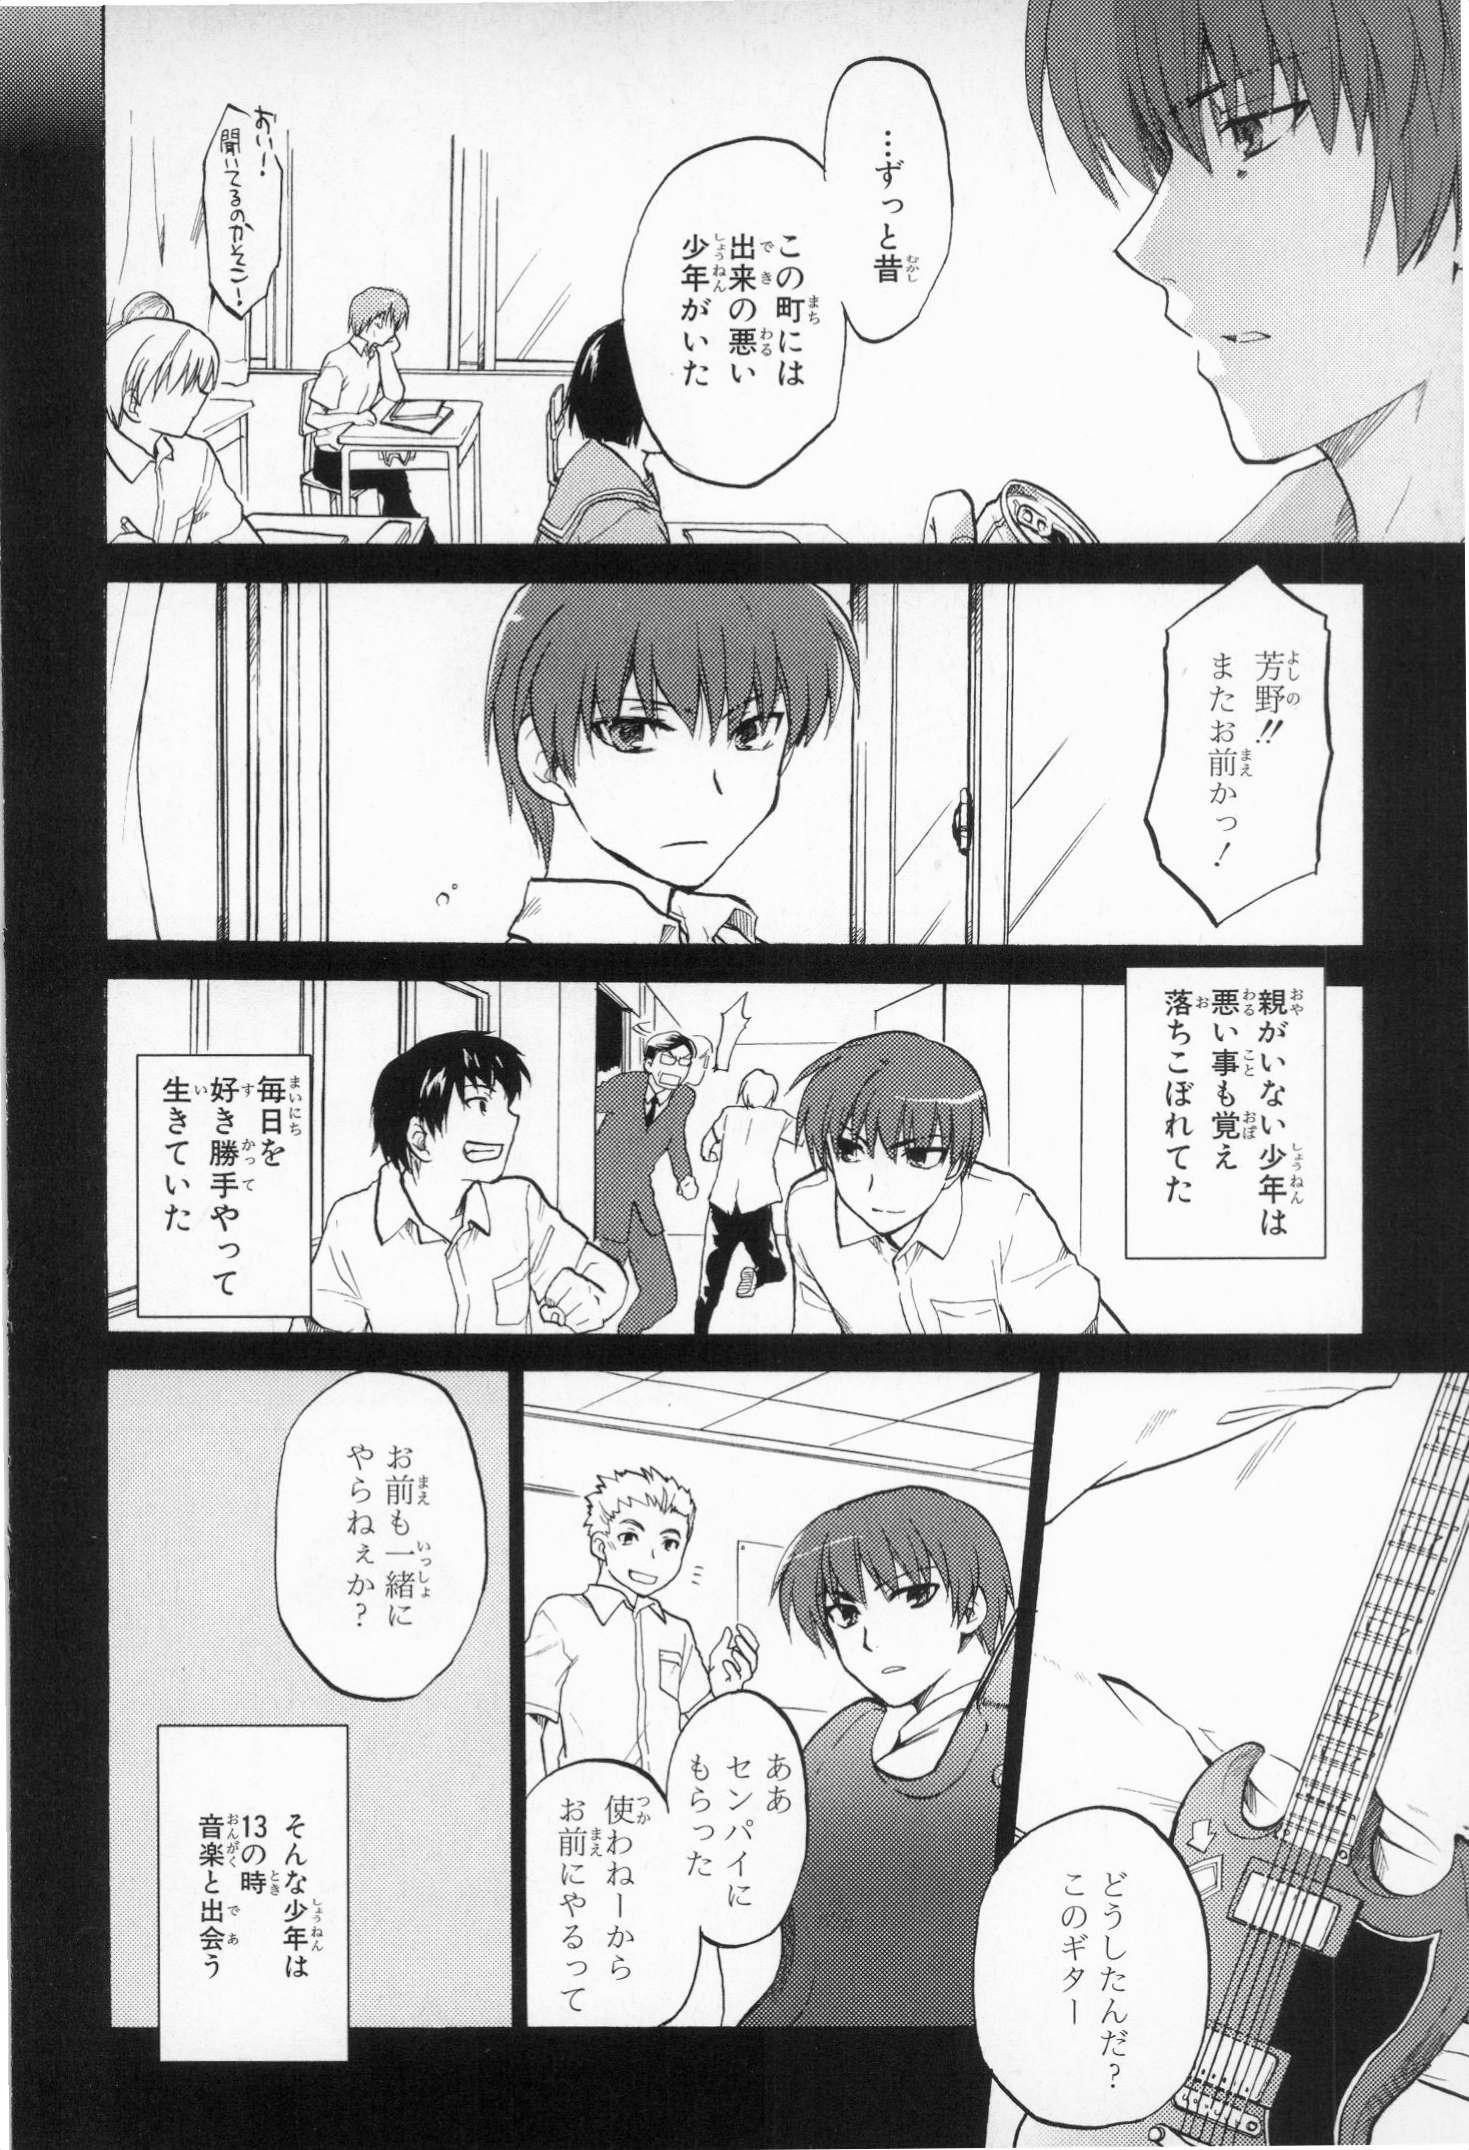 …ずっと昔
この町には
出来の悪い
少年がいた
おい！
聞いてるのかそこ！
芳野!!
またお前かっ！
親がいない少年は
悪い事も覚え
落ちこぼれてた
毎日を
好き勝手やって
生きていた
どうしたんだ？
このギター
ああ
センパイに
もらった
使わねーから
お前にやるって
お前も一緒に
やらねぇか？
そんな少年は
13の時
音楽と出会う